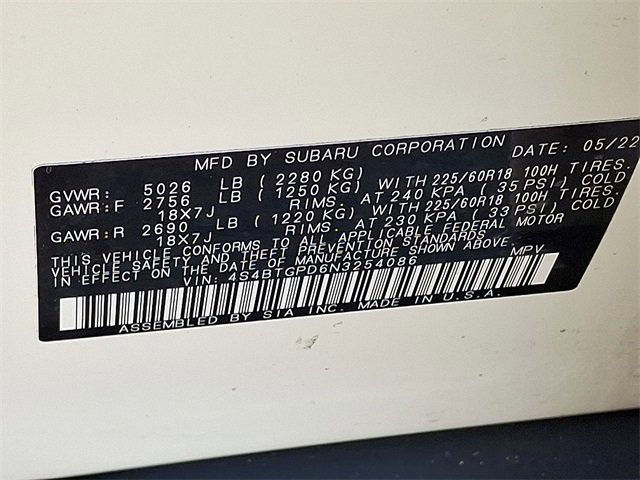 MFD BY SUBARU CORPORATION DATE: 05/22
GVWR: 5026 LB ( 2280 KG)
GAWR:F 2756 LB ( 1250 KG) WITH 225/60R18 100H TIRES.
18X7J RIMS. AT 240 KPA ( 35 PSI) COLD
GAWR:R 2690 LB ( 1220 KG) WITH 225/60R18 100H TIRES.
18X7J RIMS. AT 230 KPA ( 33 PSI) COLD
THIS VEHICLE CONFORMS TO ALL APPLICABLE FEDERAL MOTOR
VEHICLE SAFETY AND THEFT PREVENTION STANDARDS
IN EFFECT ON THE DATE OF MANUFACTURE SHOWN ABOVE.
VIN: 4S4BTGPD6N3254086 MPV
ASSEMBLED BY SIA INC. MADE IN U.S.A.